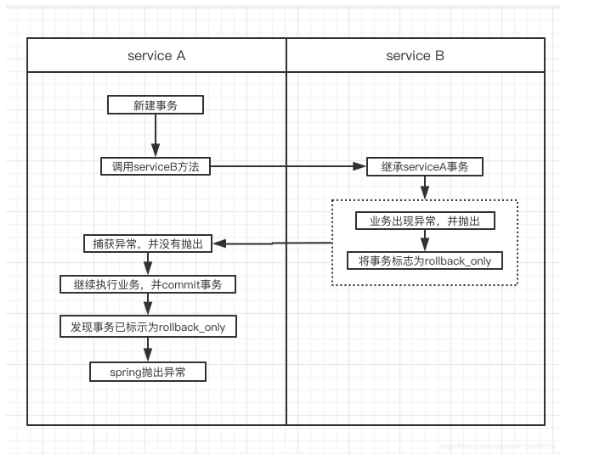 service A
service B
新建事务
调用serviceB方法
继承serviceA事务
业务出现异常，并抛出
捕获异常，并没有抛出
将事务标志为rollback_only
继续执行业务，并commit事务
发现事务已标示为rollback_only
spring抛出异常